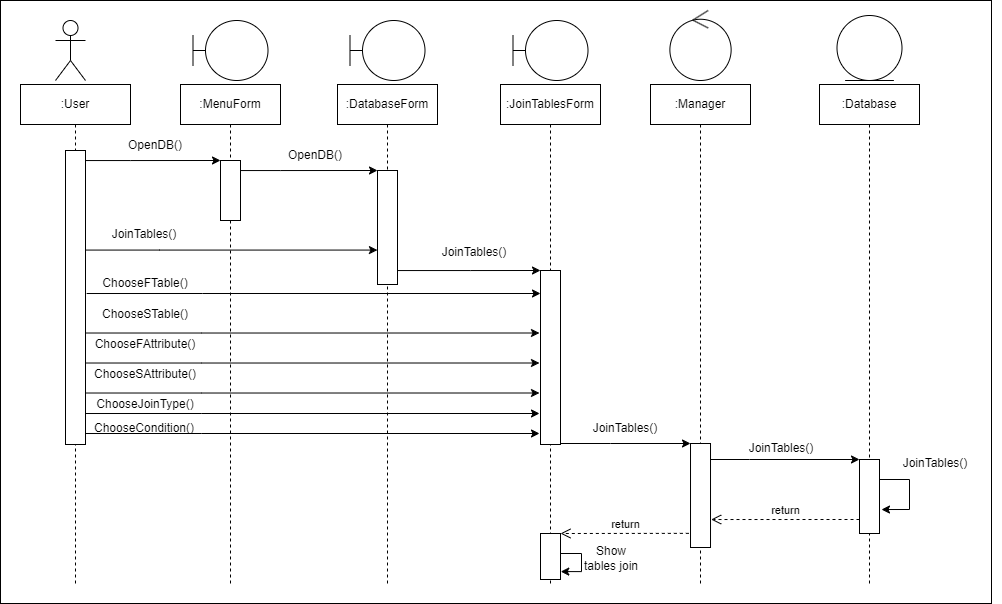 :User
:MenuForm
:DatabaseForm
:JoinTablesForm
:Manager
:Database
OpenDB()
OpenDB()
JoinTables()
JoinTables()
ChooseFTable()
ChooseSTable()
ChooseFAttribute()
ChooseSAttribute()
ChooseJoinType()
ChooseCondition()
JoinTables()
JoinTables()
JoinTables()
return
return
Show
tables join